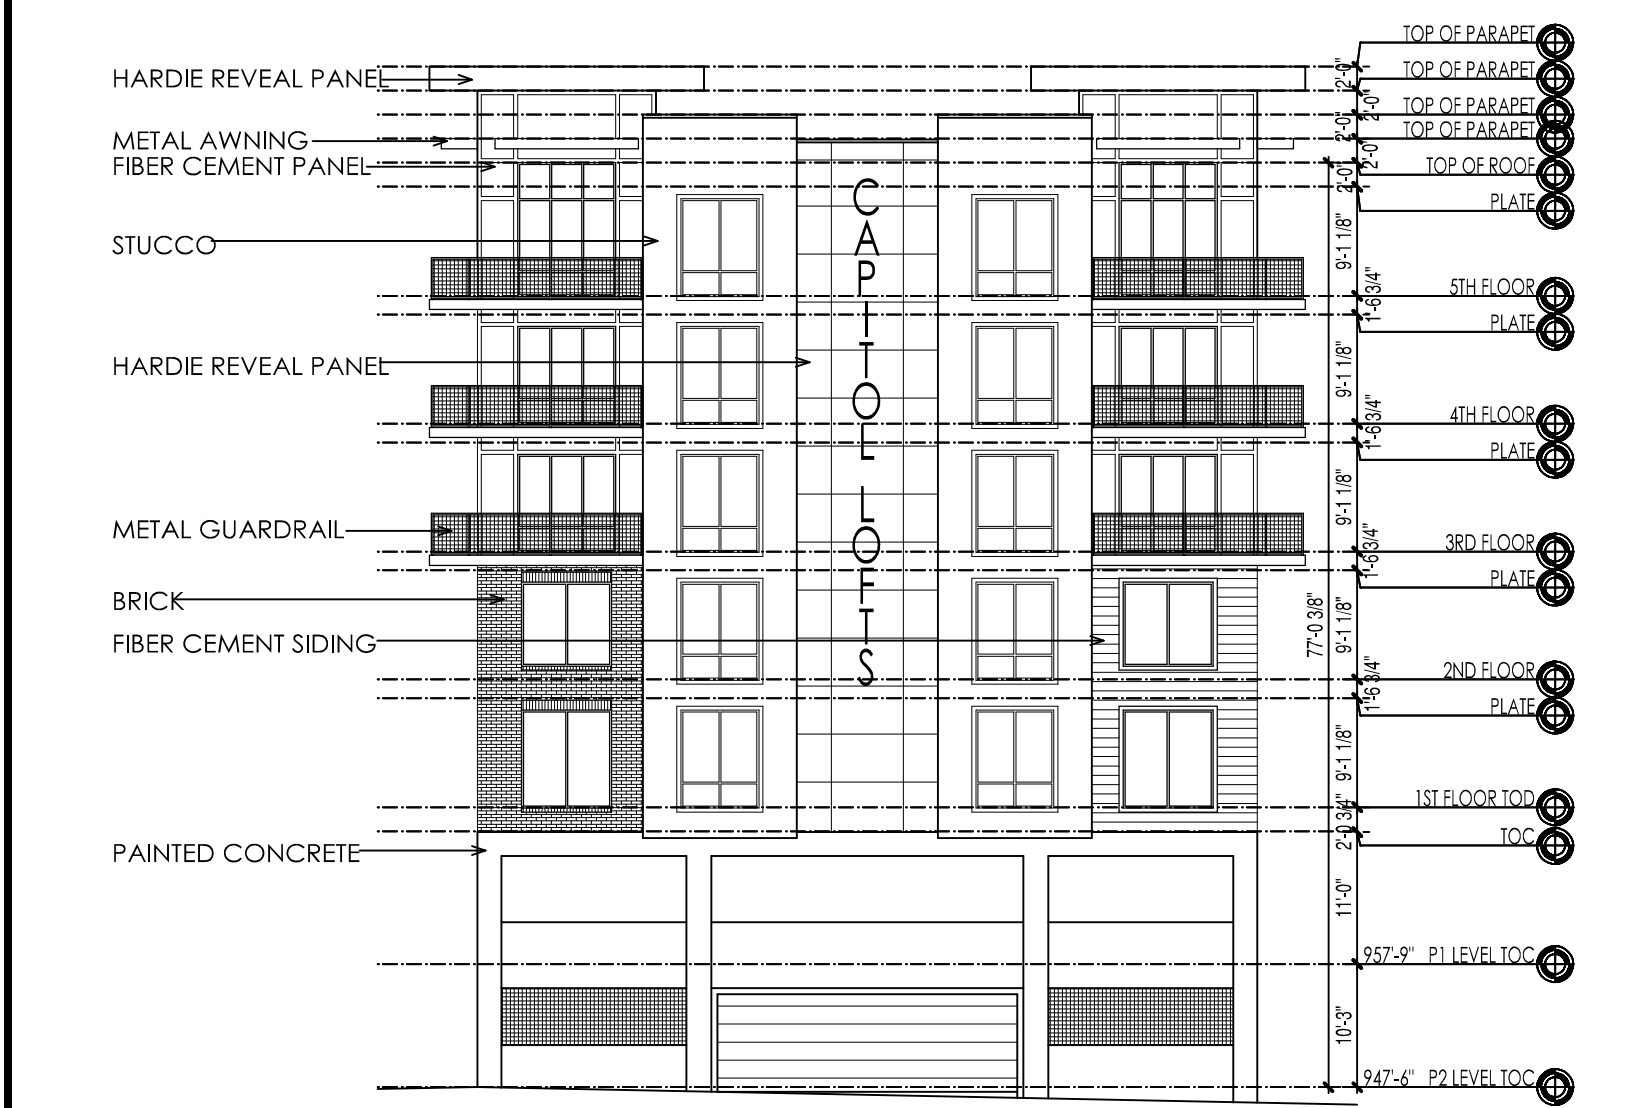 HARDIE REVEAL PANEL
METAL AWNING
FIBER CEMENT PANEL
STUCCO
HARDIE REVEAL PANEL
METAL GUARDRAIL
BRICK
FIBER CEMENT SIDING
PAINTED CONCRETE
CAPITOL LOFTS
TOP OF PARAPET
2'-0"
TOP OF PARAPET
2'-0"
TOP OF PARAPET
2'-0"
TOP OF PARAPET
2'-0"
TOP OF ROOF
2'-0"
PLATE
9'-1 1/8"
5TH FLOOR
1'-6 3/4"
PLATE
9'-1 1/8"
4TH FLOOR
1'-6 3/4"
PLATE
9'-1 1/8"
3RD FLOOR
1'-6 3/4"
PLATE
77'-0 3/8"
9'-1 1/8"
2ND FLOOR
1'-6 3/4"
PLATE
9'-1 1/8"
1ST FLOOR TOD
2'-0 3/4"
TOC
11'-0"
957'-9" P1 LEVEL TOC
10'-3"
947'-6" P2 LEVEL TOC